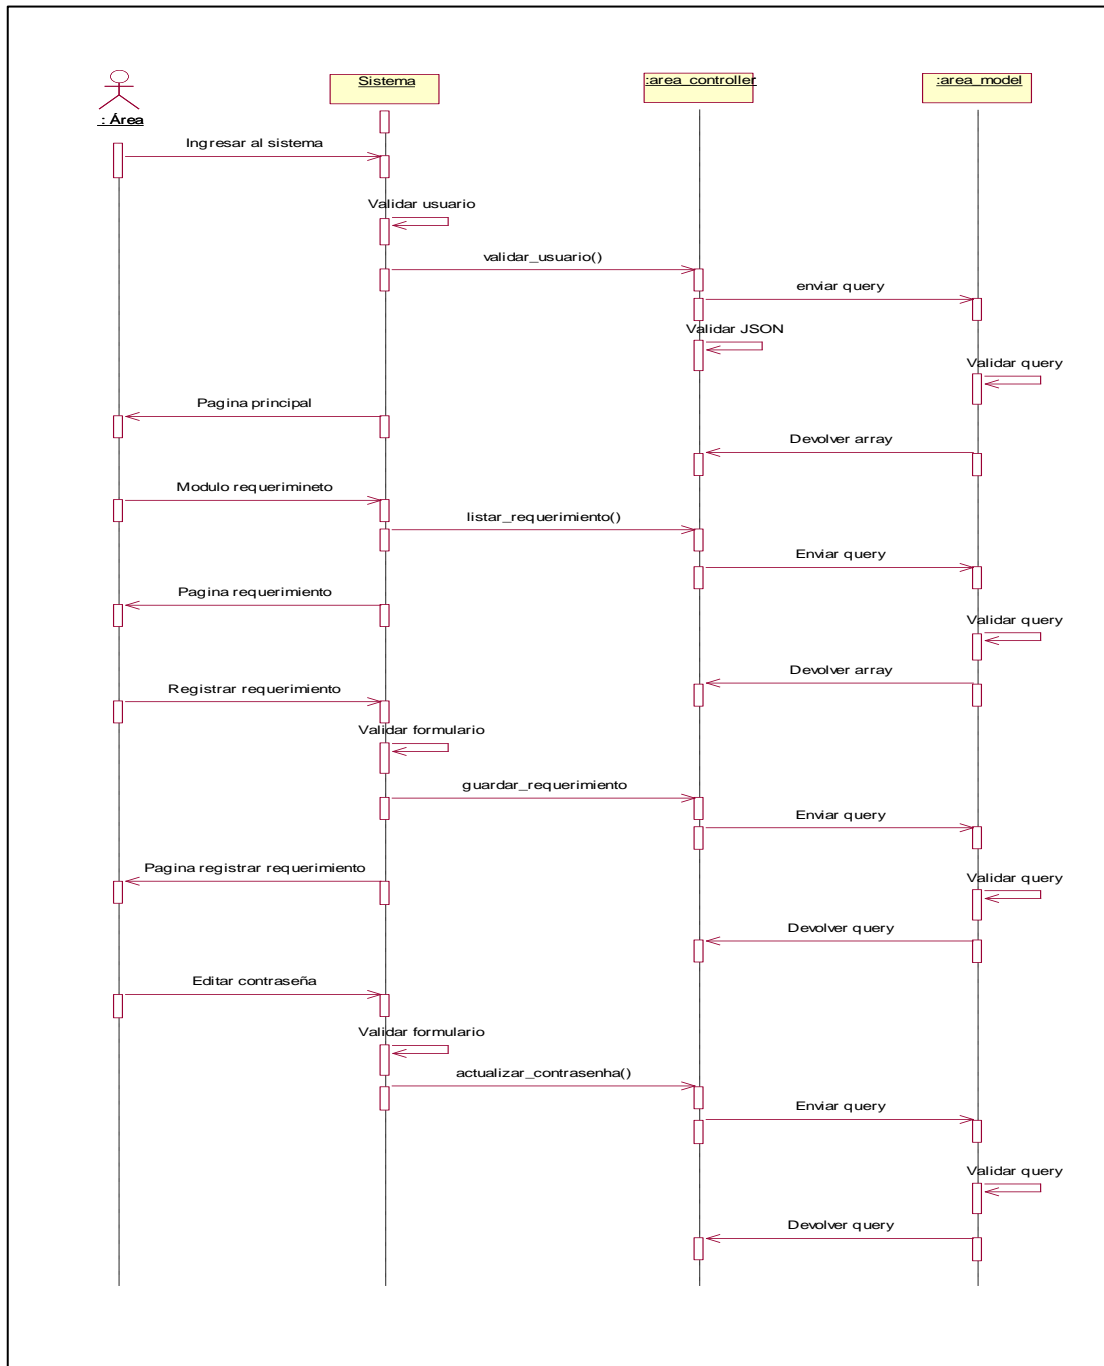 Sistema
:area_controller
:area_model
: Área
Ingresar al sistema
Validar usuario
validar_usuario()
enviar query
Validar JSON
Validar query
Pagina principal
Devolver array
Modulo requerimineto
listar_requerimiento()
Enviar query
Pagina requerimiento
Validar query
Devolver array
Registrar requerimiento
Validar formulario
guardar_requerimiento
Enviar query
Pagina registrar requerimiento
Validar query
Devolver query
Editar contraseña
Validar formulario
actualizar_contrasenha()
Enviar query
Validar query
Devolver query